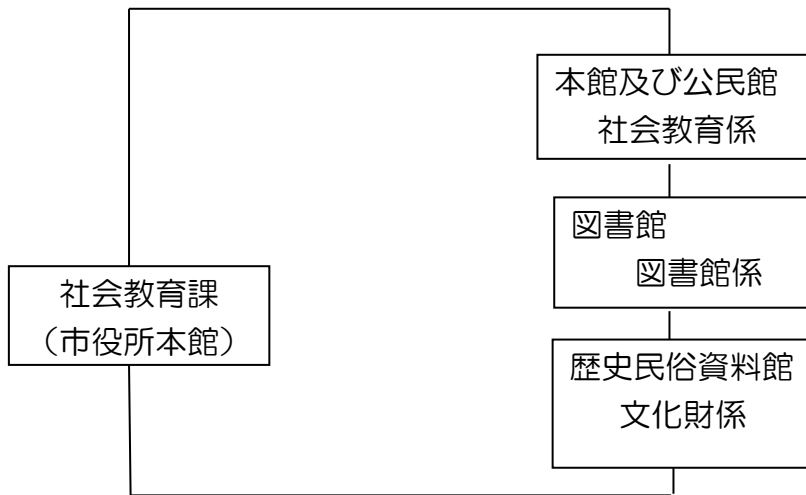 本館及び公民館
社会教育係
図書館
図書館係
社会教育課
（市役所本館）
歴史民俗資料館
文化財係